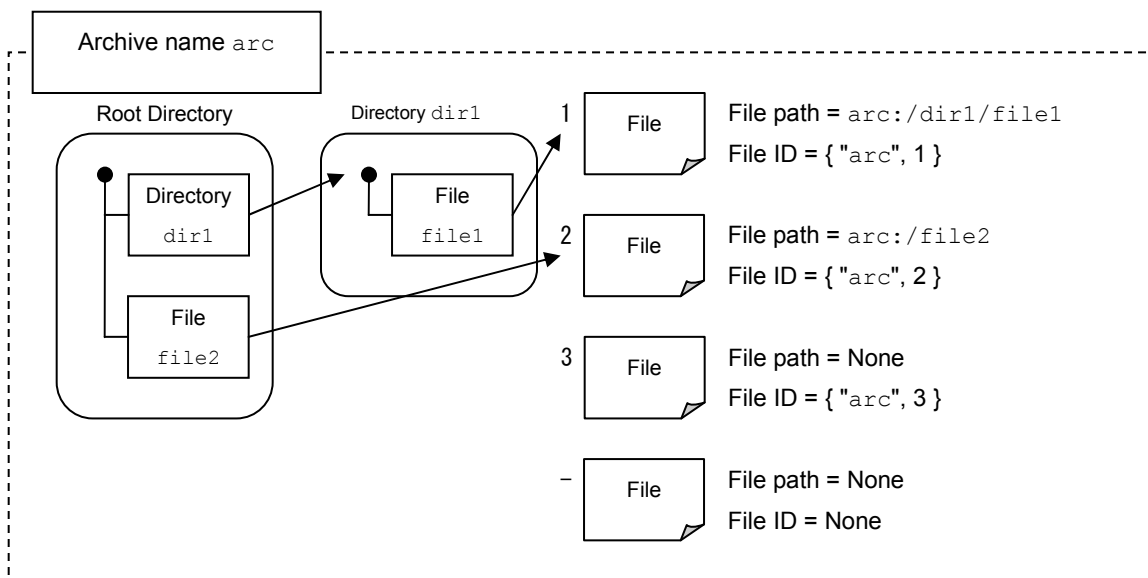 Archive name arc
Root Directory
Directory
dir1
File
file2
Directory dir1
File
file1
1
File
File path = arc:/dir1/file1
File ID = { "arc", 1 }
2
File
File path = arc:/file2
File ID = { "arc", 2 }
3
File
File path = None
File ID = { "arc", 3 }
–
File
File path = None
File ID = None